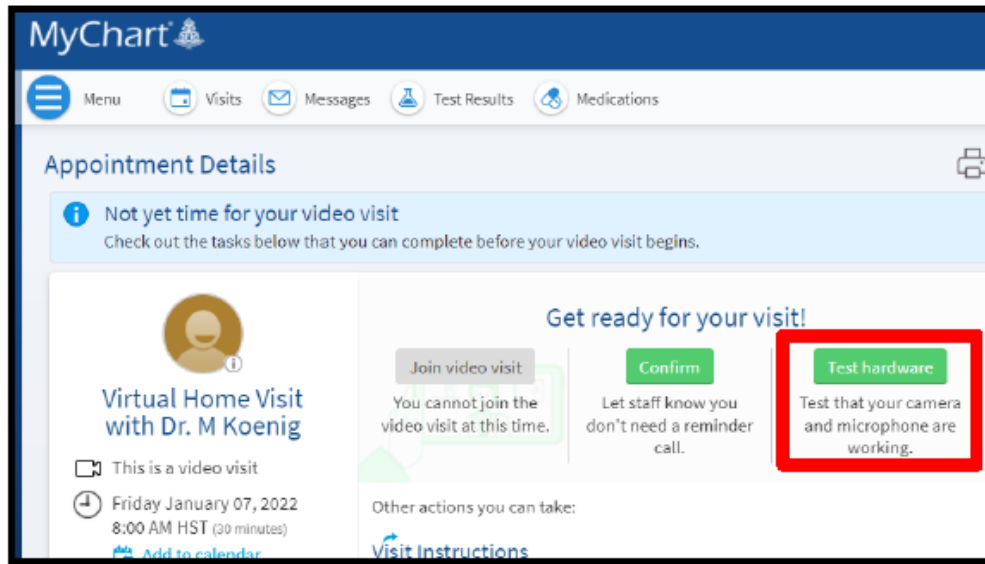 MyChart
Menu Visits Messages Test Results Medications
Appointment Details
Not yet time for your video visit
Check out the tasks below that you can complete before your video visit begins.
Virtual Home Visit
with Dr. M Koenig
This is a video visit
Friday January 07, 2022
8:00 AM HST (30 minutes)
Add to calendar
Get ready for your visit!
Join video visit
You cannot join the
video visit at this time.
Confirm
Let staff know you
don't need a reminder
call.
Test hardware
Test that your camera
and microphone are
working.
Other actions you can take:
Visit Instructions